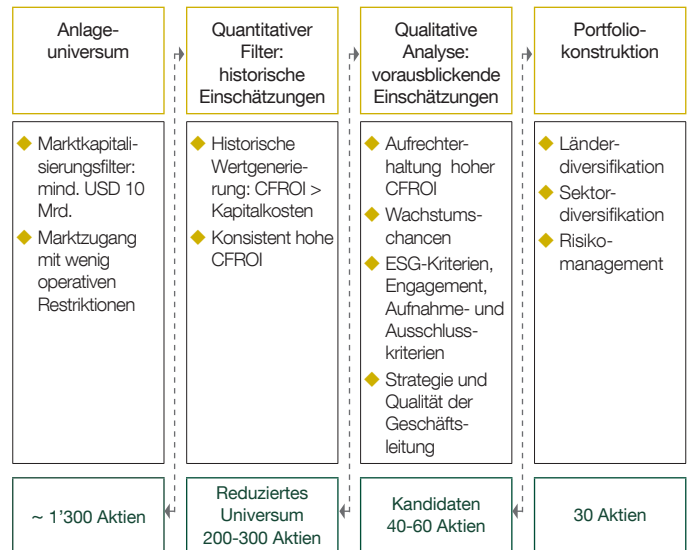 Anlage-
universum
Quantitativer
Filter:
historische
Einschätzungen
Qualitative
Analyse:
vorausblickende
Einschätzungen
Portfolio-
konstruktion
Marktkapitali-
sierungsfilter:
mind. USD 10
Mrd.
Marktzugang
mit wenig
operativen
Restriktionen
Historische
Wertgenerie-
rung: CFROI >
Kapitalkosten
Konsistent hohe
CFROI
Aufrechter-
haltung hoher
CFROI
Wachstums-
chancen
ESG-Kriterien,
Engagement,
Aufnahme- und
Ausschluss-
kriterien
Strategie und
Qualität der
Geschäfts-
leitung
Länder-
diversifikation
Sektor-
diversifikation
Risiko-
management
~ 1'300 Aktien
Reduziertes
Universum
200-300 Aktien
Kandidaten
40-60 Aktien
30 Aktien